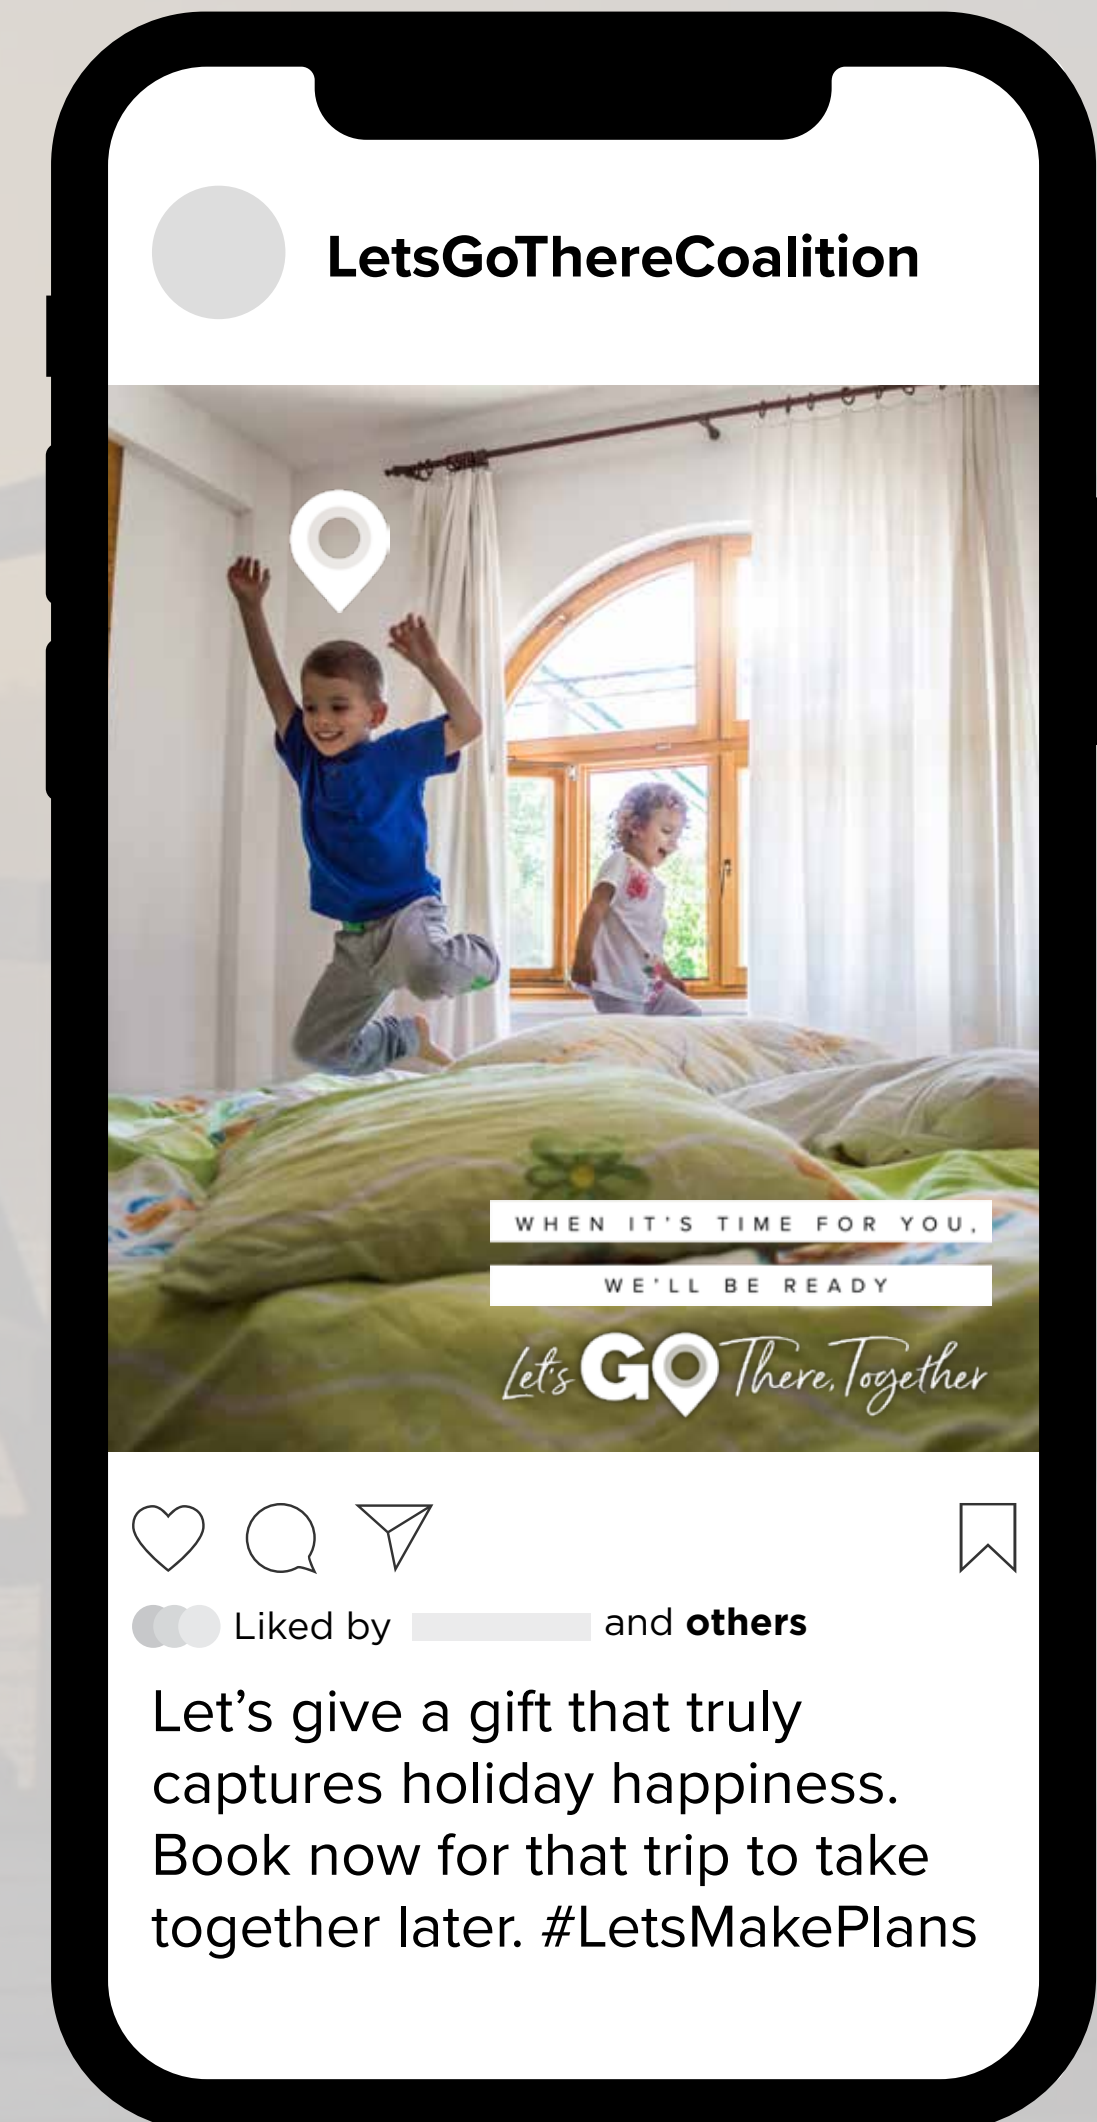 LetsGoThereCoalition
WHEN IT'S TIME FOR YOU,
WE'LL BE READY
Let's GO There, Together
Liked by and others
Let’s give a gift that truly
captures holiday happiness.
Book now for that trip to take
together later. #LetsMakePlans